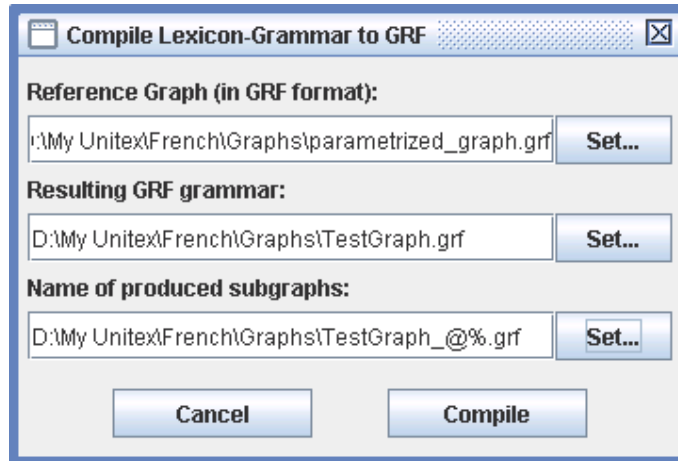 Compile Lexicon-Grammar to GRF
Reference Graph (in GRF format):
:\My Unitex\French\Graphs\parametrized_graph.grf Set...
Resulting GRF grammar:
D:\My Unitex\French\Graphs\TestGraph.grf Set...
Name of produced subgraphs:
D:\My Unitex\French\Graphs\TestGraph_@%.grf Set...
Cancel Compile